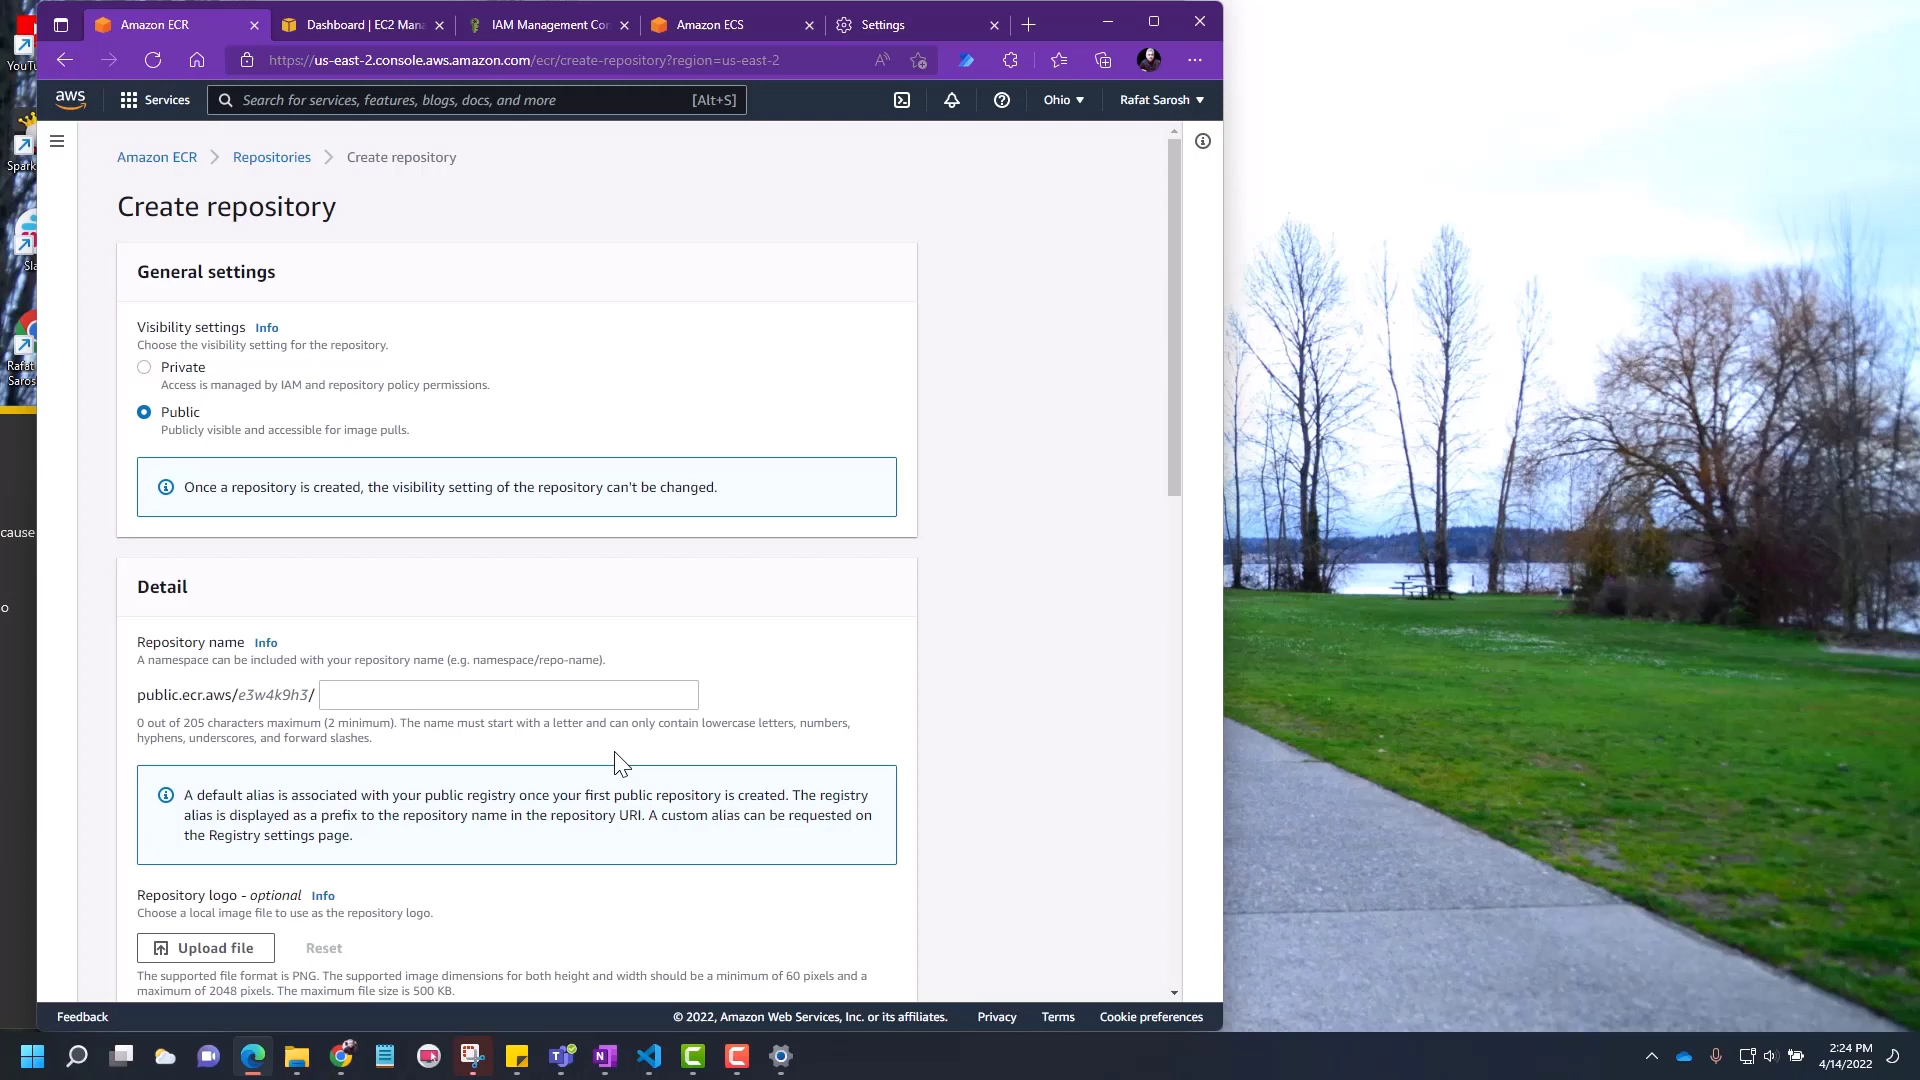 YouTu
Spark
Sla
Rafat
Saros
cause
o
Amazon ECR
Dashboard | EC2 Mana
IAM Management Con
Amazon ECS
Settings
https://us-east-2.console.aws.amazon.com/ecr/create-repository?region=us-east-2
aws
Services
Search for services, features, blogs, docs, and more
[Alt+S]
Ohio
Rafat Sarosh
Amazon ECR
Repositories
Create repository
Create repository
General settings
Visibility settings Info
Choose the visibility setting for the repository.
Private
Access is managed by IAM and repository policy permissions.
Public
Publicly visible and accessible for image pulls.
Once a repository is created, the visibility setting of the repository can't be changed.
Detail
Repository name Info
A namespace can be included with your repository name (e.g. namespace/repo-name).
public.ecr.aws/e3w4k9h3/
0 out of 205 characters maximum (2 minimum). The name must start with a letter and can only contain lowercase letters, numbers,
hyphens, underscores, and forward slashes.
A default alias is associated with your public registry once your first public repository is created. The registry
alias is displayed as a prefix to the repository name in the repository URI. A custom alias can be requested on
the Registry settings page.
Repository logo - optional Info
Choose a local image file to use as the repository logo.
Upload file
Reset
The supported file format is PNG. The supported image dimensions for both height and width should be a minimum of 60 pixels and a
maximum of 2048 pixels. The maximum file size is 500 KB.
Feedback
© 2022, Amazon Web Services, Inc. or its affiliates.
Privacy
Terms
Cookie preferences
2:24 PM
4/14/2022